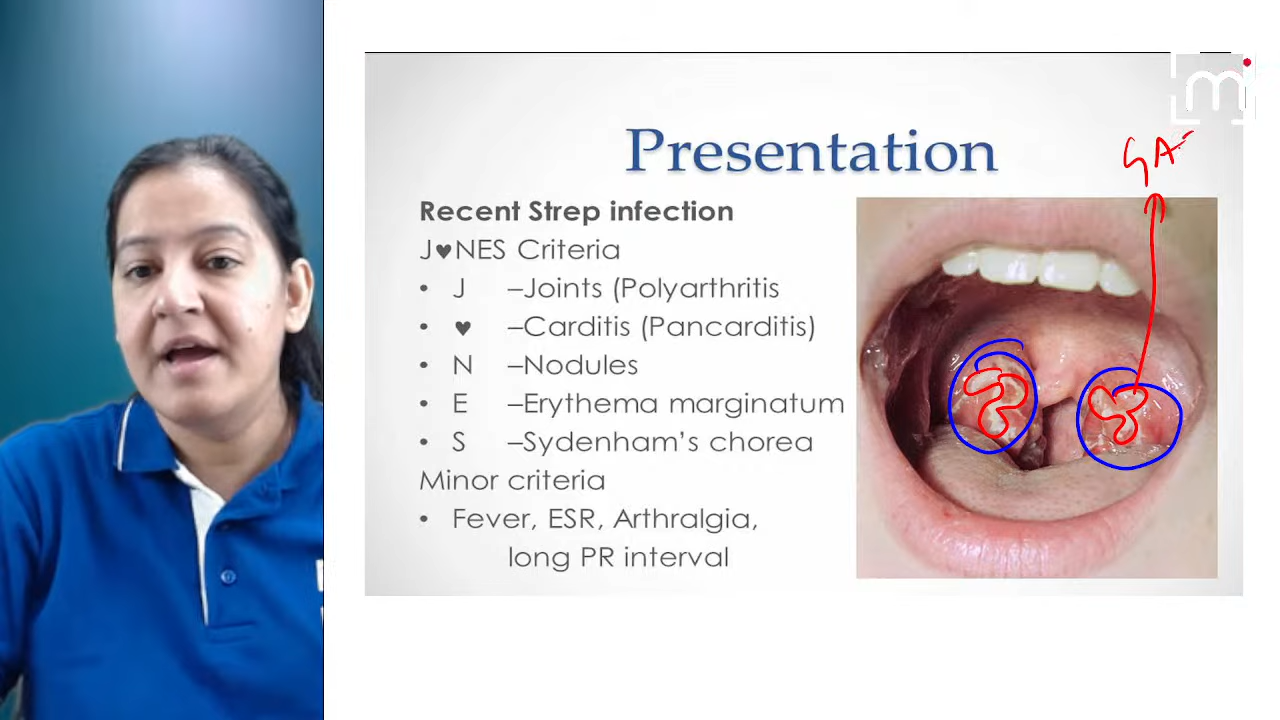 Presentation
Recent Strep infection
J♥NES Criteria
• J –Joints (Polyarthritis
• ♥ –Carditis (Pancarditis)
• N –Nodules
• E –Erythema marginatum
• S –Sydenham's chorea
Minor criteria
• Fever, ESR, Arthralgia,
long PR interval
GA
m